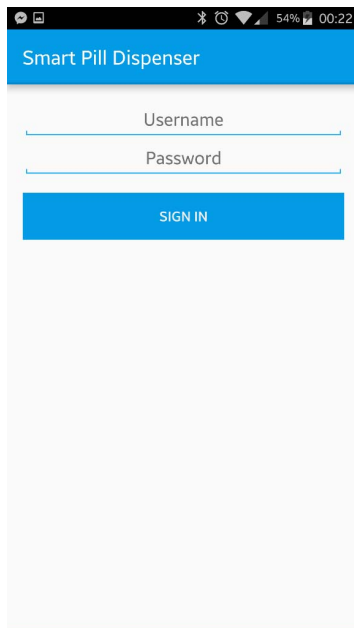 54% 00:22
Smart Pill Dispenser
Username
Password
SIGN IN